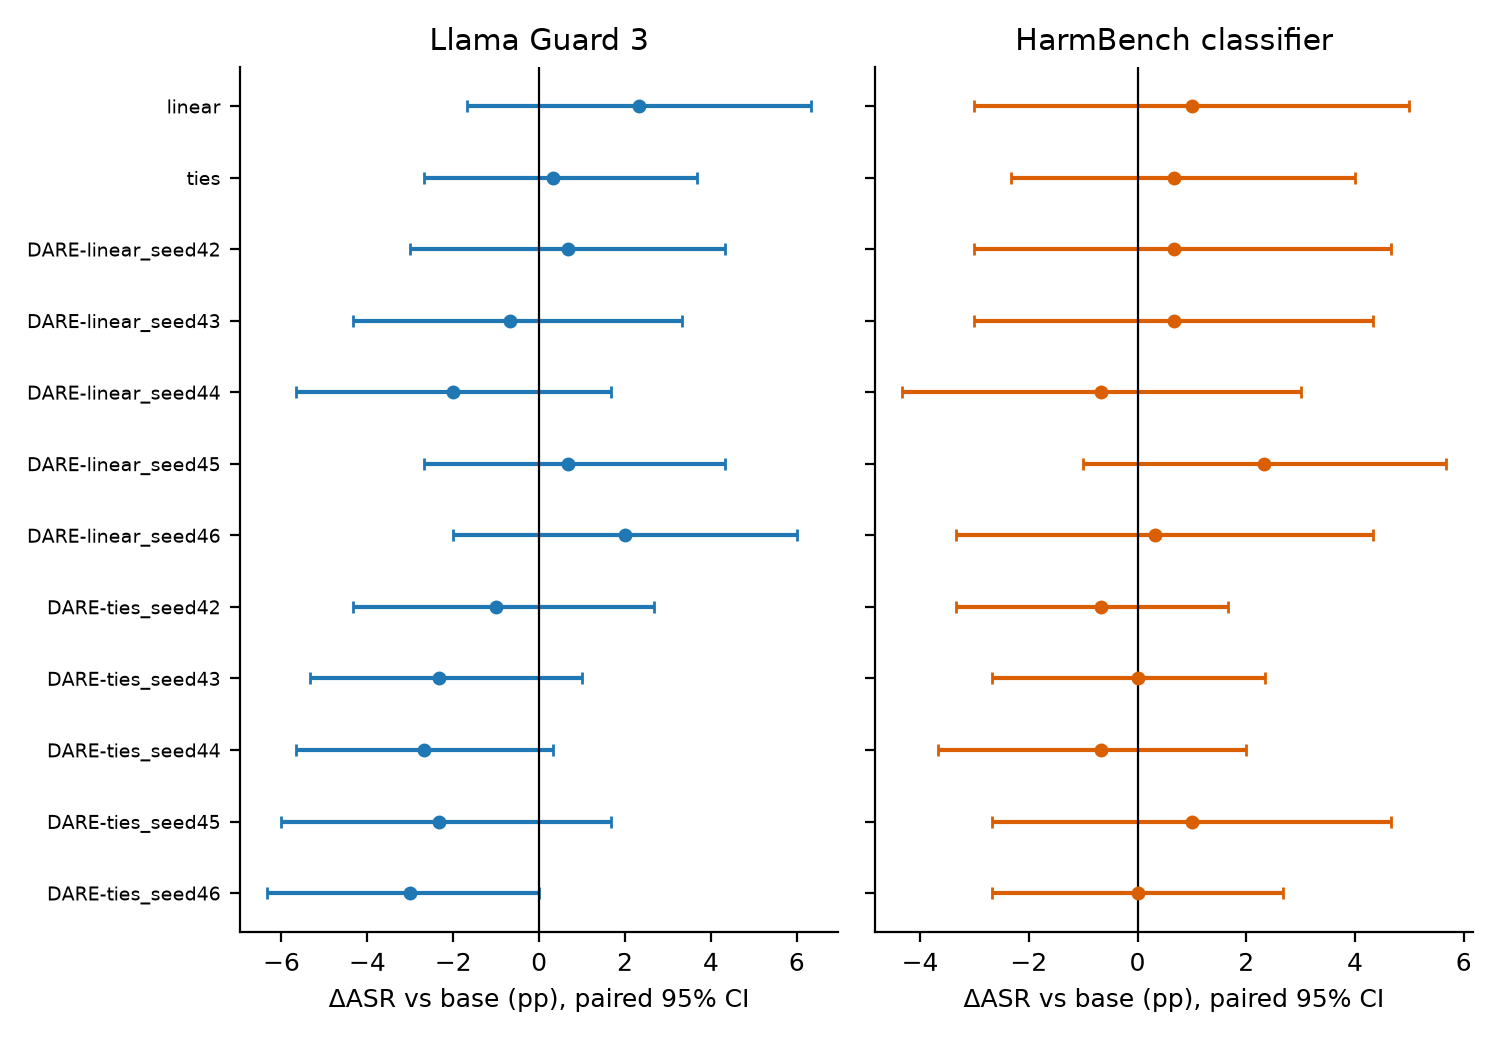 Llama Guard 3
HarmBench classifier
linear
ties
DARE-linear_seed42
DARE-linear_seed43
DARE-linear_seed44
DARE-linear_seed45
DARE-linear_seed46
DARE-ties_seed42
DARE-ties_seed43
DARE-ties_seed44
DARE-ties_seed45
DARE-ties_seed46
−6 −4 −2 0 2 4 6
−4 −2 0 2 4 6
ΔASR vs base (pp), paired 95% CI
ΔASR vs base (pp), paired 95% CI